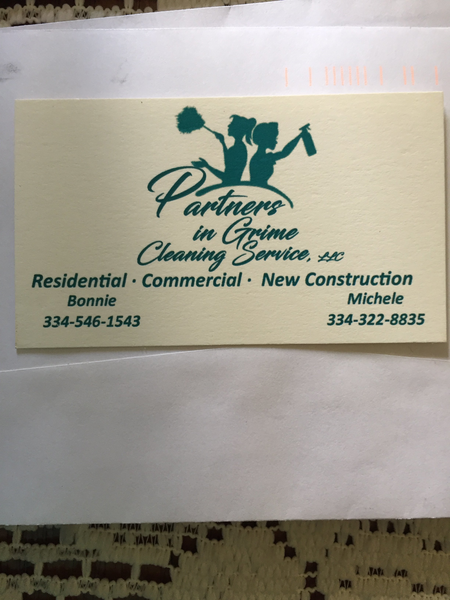 Partners
in Grime
Cleaning Service, LLC
Residential · Commercial · New Construction
Bonnie
Michele
334-546-1543
334-322-8835